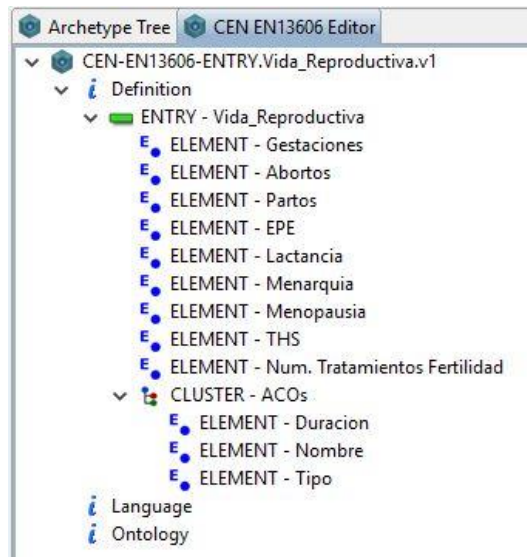 Archetype Tree CEN EN13606 Editor
CEN-EN13606-ENTRY.Vida_Reproductiva.v1
Definition
ENTRY - Vida_Reproductiva
ELEMENT - Gestaciones
ELEMENT - Abortos
ELEMENT - Partos
ELEMENT - EPE
ELEMENT - Lactancia
ELEMENT - Menarquia
ELEMENT - Menopausia
ELEMENT - THS
ELEMENT - Num. Tratamientos Fertilidad
CLUSTER - ACOs
ELEMENT - Duracion
ELEMENT - Nombre
ELEMENT - Tipo
Language
Ontology